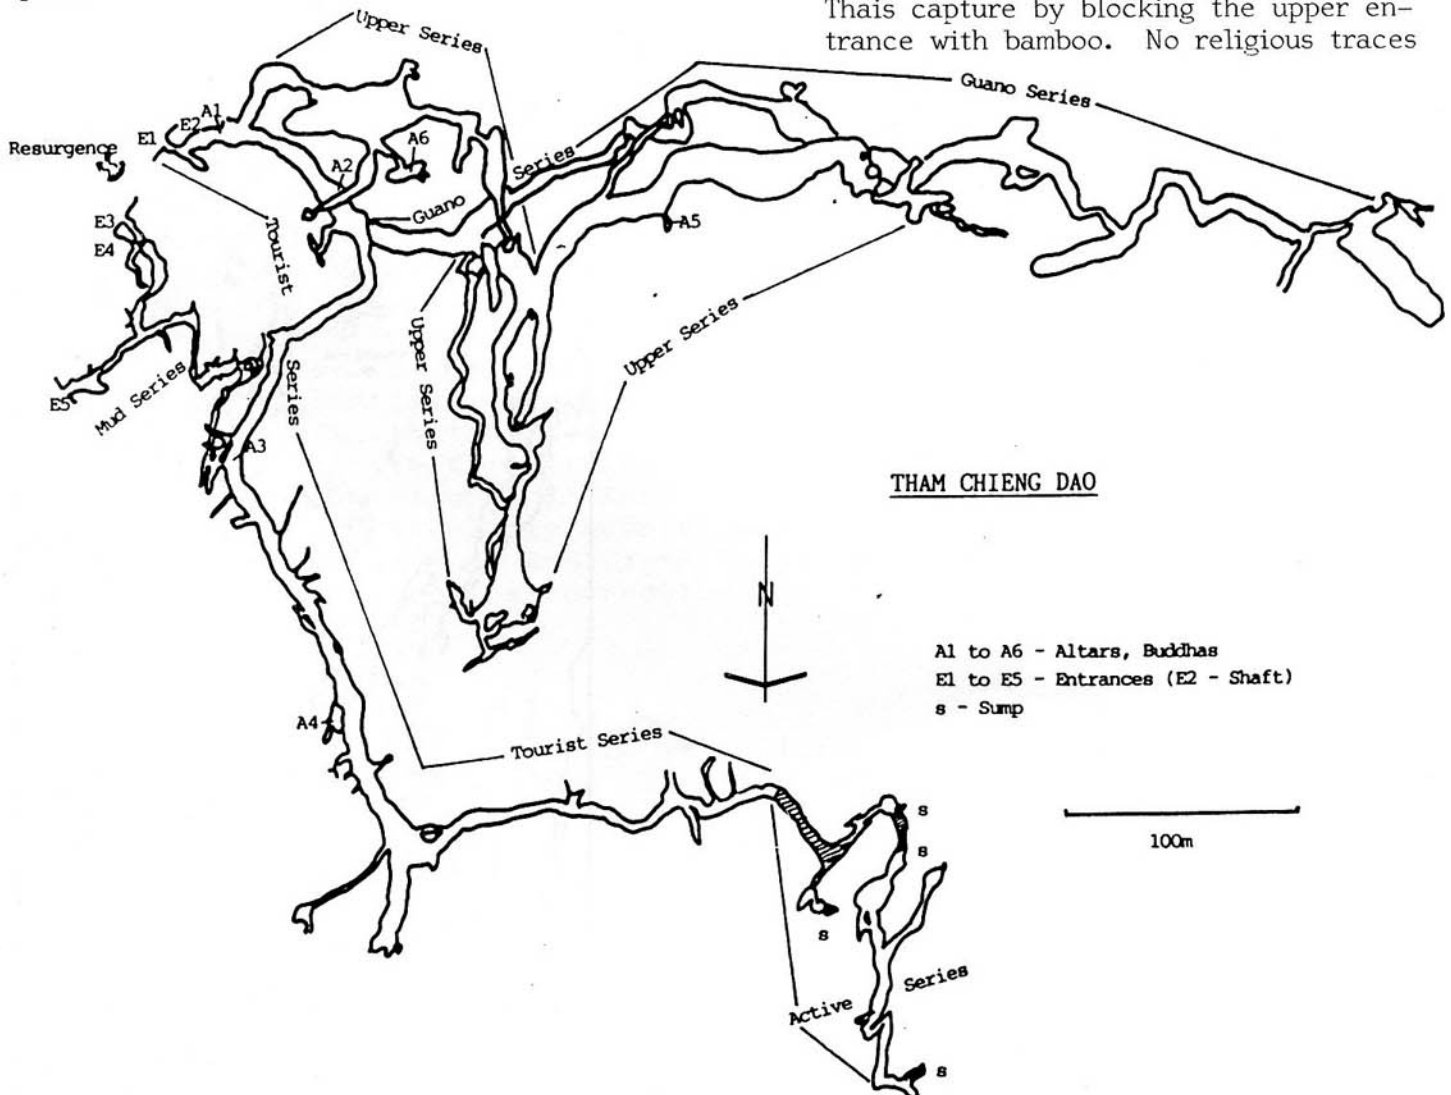 Thais capture by blocking the upper en-
trance with bamboo. No religious traces
Upper Series
Guano Series
A1
E2
E1
A6
Resurgence
Series
A2
Guano
E3
A5
E4
Tourist
Upper Series
Upper Series
Series
Mud Series
E5
A3
THAM CHIENG DAO
N
A1 to A6 - Altars, Buddhas
E1 to E5 - Entrances (E2 - Shaft)
s - Sump
A4
Tourist Series
s
100m
s
s
Series
Active
s